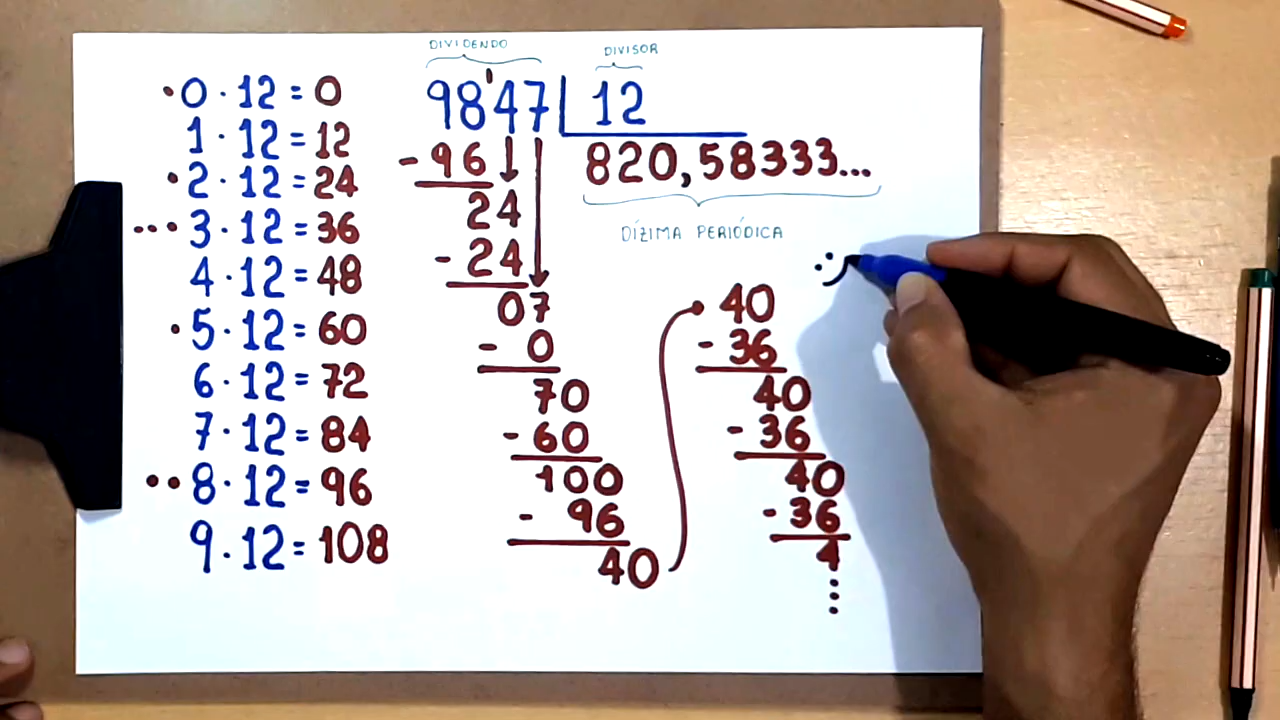 0 · 12 = 0
1 · 12 = 12
2 · 12 = 24
3 · 12 = 36
4 · 12 = 48
5 · 12 = 60
6 · 12 = 72
7 · 12 = 84
8 · 12 = 96
9 · 12 = 108
DIVIDENDO
DIVISOR
98'47 12
- 96
820,58333...
DÍZIMA PERIÓDICA
24
- 24
07
- 0
70
- 60
100
- 96
40
40
- 36
40
- 36
40
- 36
4